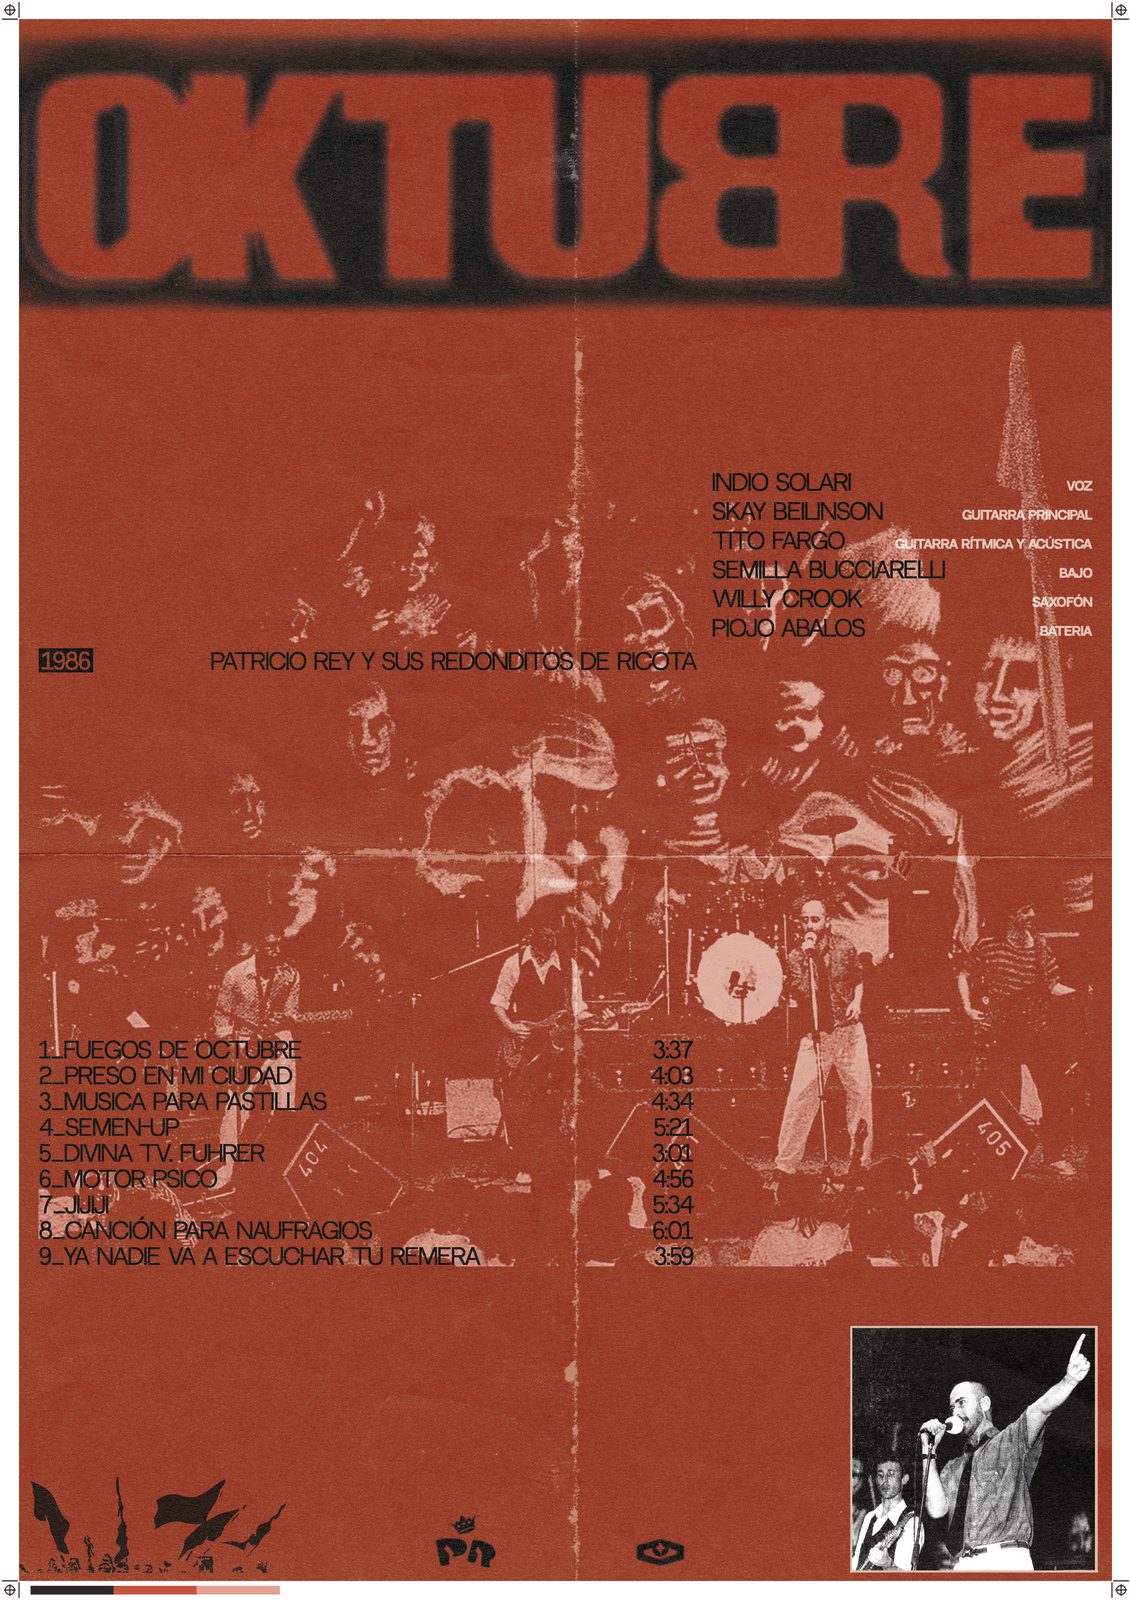 OKTUBRE
INDIO SOLARI VOZ
SKAY BEILINSON GUITARRA PRINCIPAL
TITO FARGO GUITARRA RÍTMICA Y ACÚSTICA
SEMILLA BUCCIARELLI BAJO
WILLY CROOK SAXOFÓN
PIOJO ABALOS BATERIA
1986 PATRICIO REY Y SUS REDONDITOS DE RICOTA
1_FUEGOS DE OCTUBRE 3:37
2_PRESO EN MI CIUDAD 4:03
3_MUSICA PARA PASTILLAS 4:34
4_SEMEN-UP 5:21
5_DIVINA TV. FUHRER 3:01
6_MOTOR PSICO 4:56
7_JIJIJI 5:34
8_CANCIÓN PARA NAUFRAGIOS 6:01
9_YA NADIE VA A ESCUCHAR TU REMERA 3:59
404
405
PR